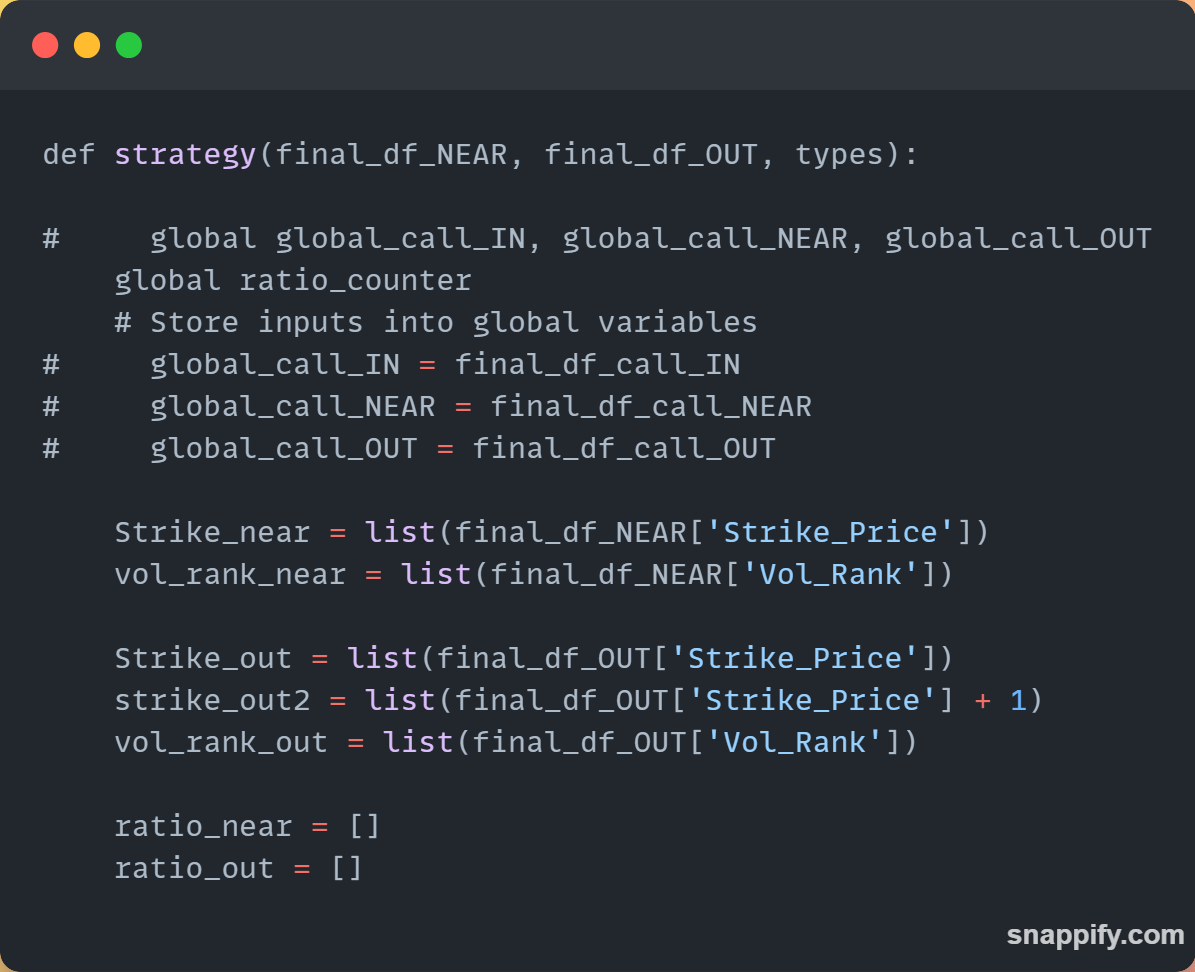 def strategy(final_df_NEAR, final_df_OUT, types):

#     global global_call_IN, global_call_NEAR, global_call_OUT
    global ratio_counter
    # Store inputs into global variables
#     global_call_IN = final_df_call_IN
#     global_call_NEAR = final_df_call_NEAR
#     global_call_OUT = final_df_call_OUT

    Strike_near = list(final_df_NEAR['Strike_Price'])
    vol_rank_near = list(final_df_NEAR['Vol_Rank'])

    Strike_out = list(final_df_OUT['Strike_Price'])
    strike_out2 = list(final_df_OUT['Strike_Price'] + 1)
    vol_rank_out = list(final_df_OUT['Vol_Rank'])

    ratio_near = []
    ratio_out = []

snappify.com